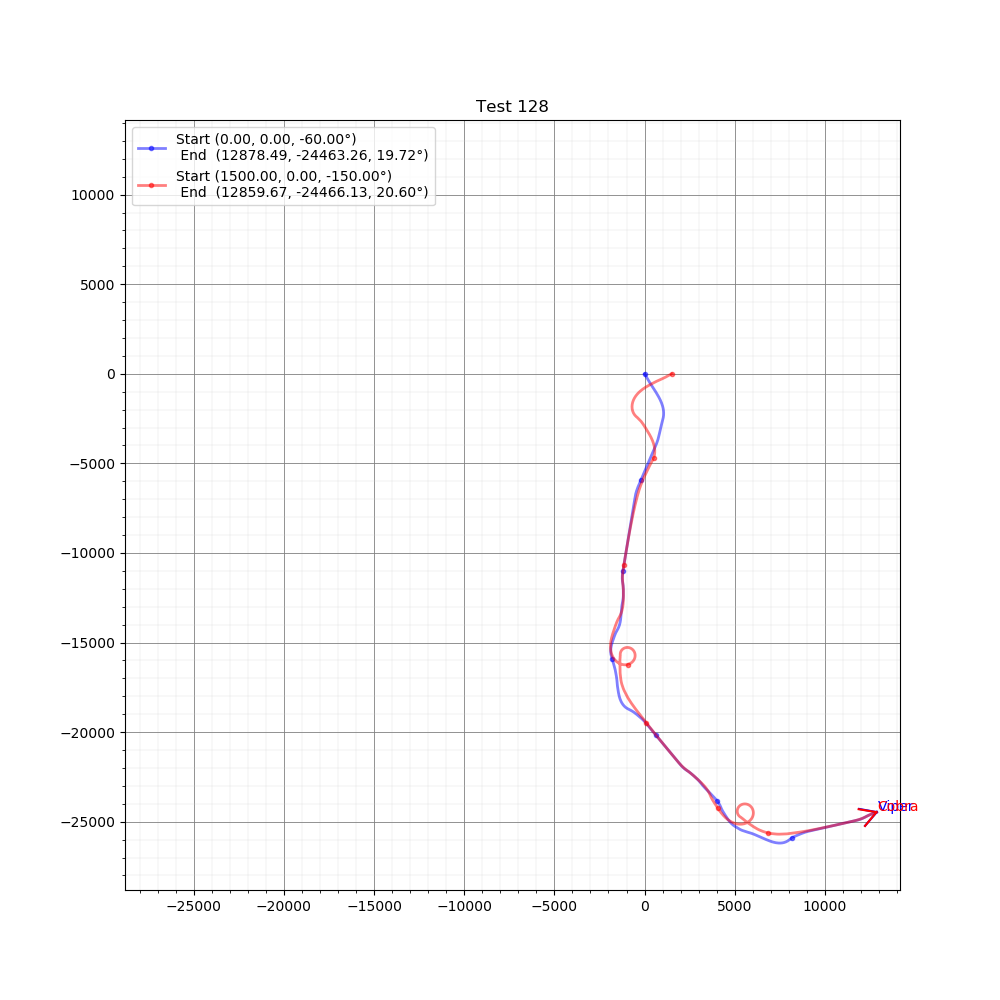 Test 128
Start (0.00, 0.00, -60.00°)
End (12878.49, -24463.26, 19.72°)
Start (1500.00, 0.00, -150.00°)
End (12859.67, -24466.13, 20.60°)
10000
5000
0
−5000
−10000
−15000
−20000
−25000
−25000 −20000 −15000 −10000 −5000 0 5000 10000